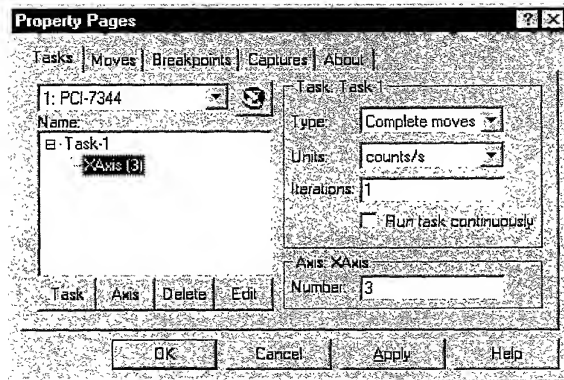 Property Pages
Tasks Moves Breakpoints Captures About
1: PCI-7344
Name:
Task-1
XAxis (3)
Task Axis Delete Edit
Task: Task-1
Type: Complete moves
Units: counts/s
Iterations: 1
Run task continuously
Axis: XAxis
Number: 3
OK Cancel Apply Help